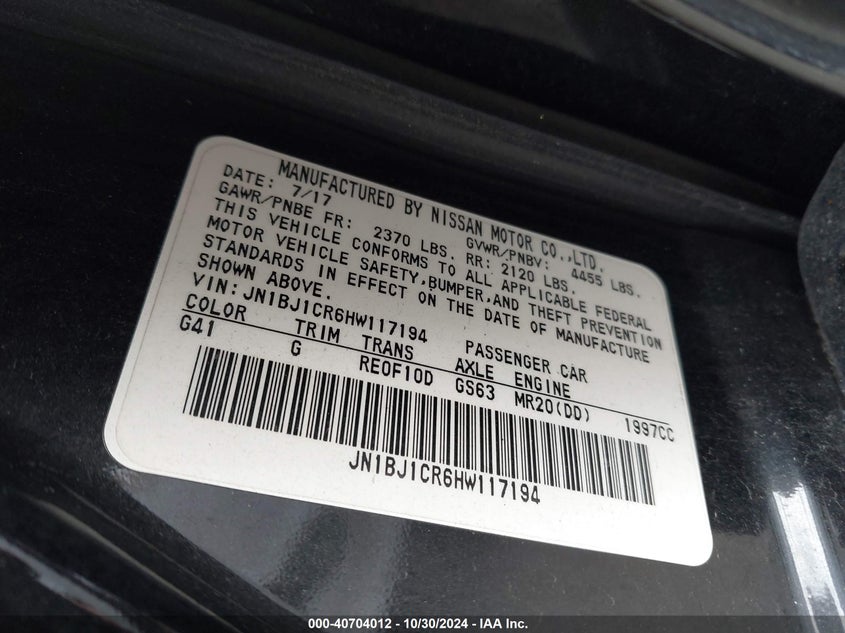 MANUFACTURED BY NISSAN MOTOR CO.,LTD.
DATE: 7/17 GVWR/PNBV: 4455 LBS.
GAWR/PNBE FR: 2370 LBS. RR: 2120 LBS.
THIS VEHICLE CONFORMS TO ALL APPLICABLE FEDERAL
MOTOR VEHICLE SAFETY,BUMPER,AND THEFT PREVENTION
STANDARDS IN EFFECT ON THE DATE OF MANUFACTURE
SHOWN ABOVE.
VIN: JN1BJ1CR6HW117194 PASSENGER CAR
COLOR TRIM TRANS AXLE ENGINE
G41 G RE0F10D GS63 MR20(DD) 1997CC
JN1BJ1CR6HW117194
000-40704012 - 10/30/2024 - IAA Inc.